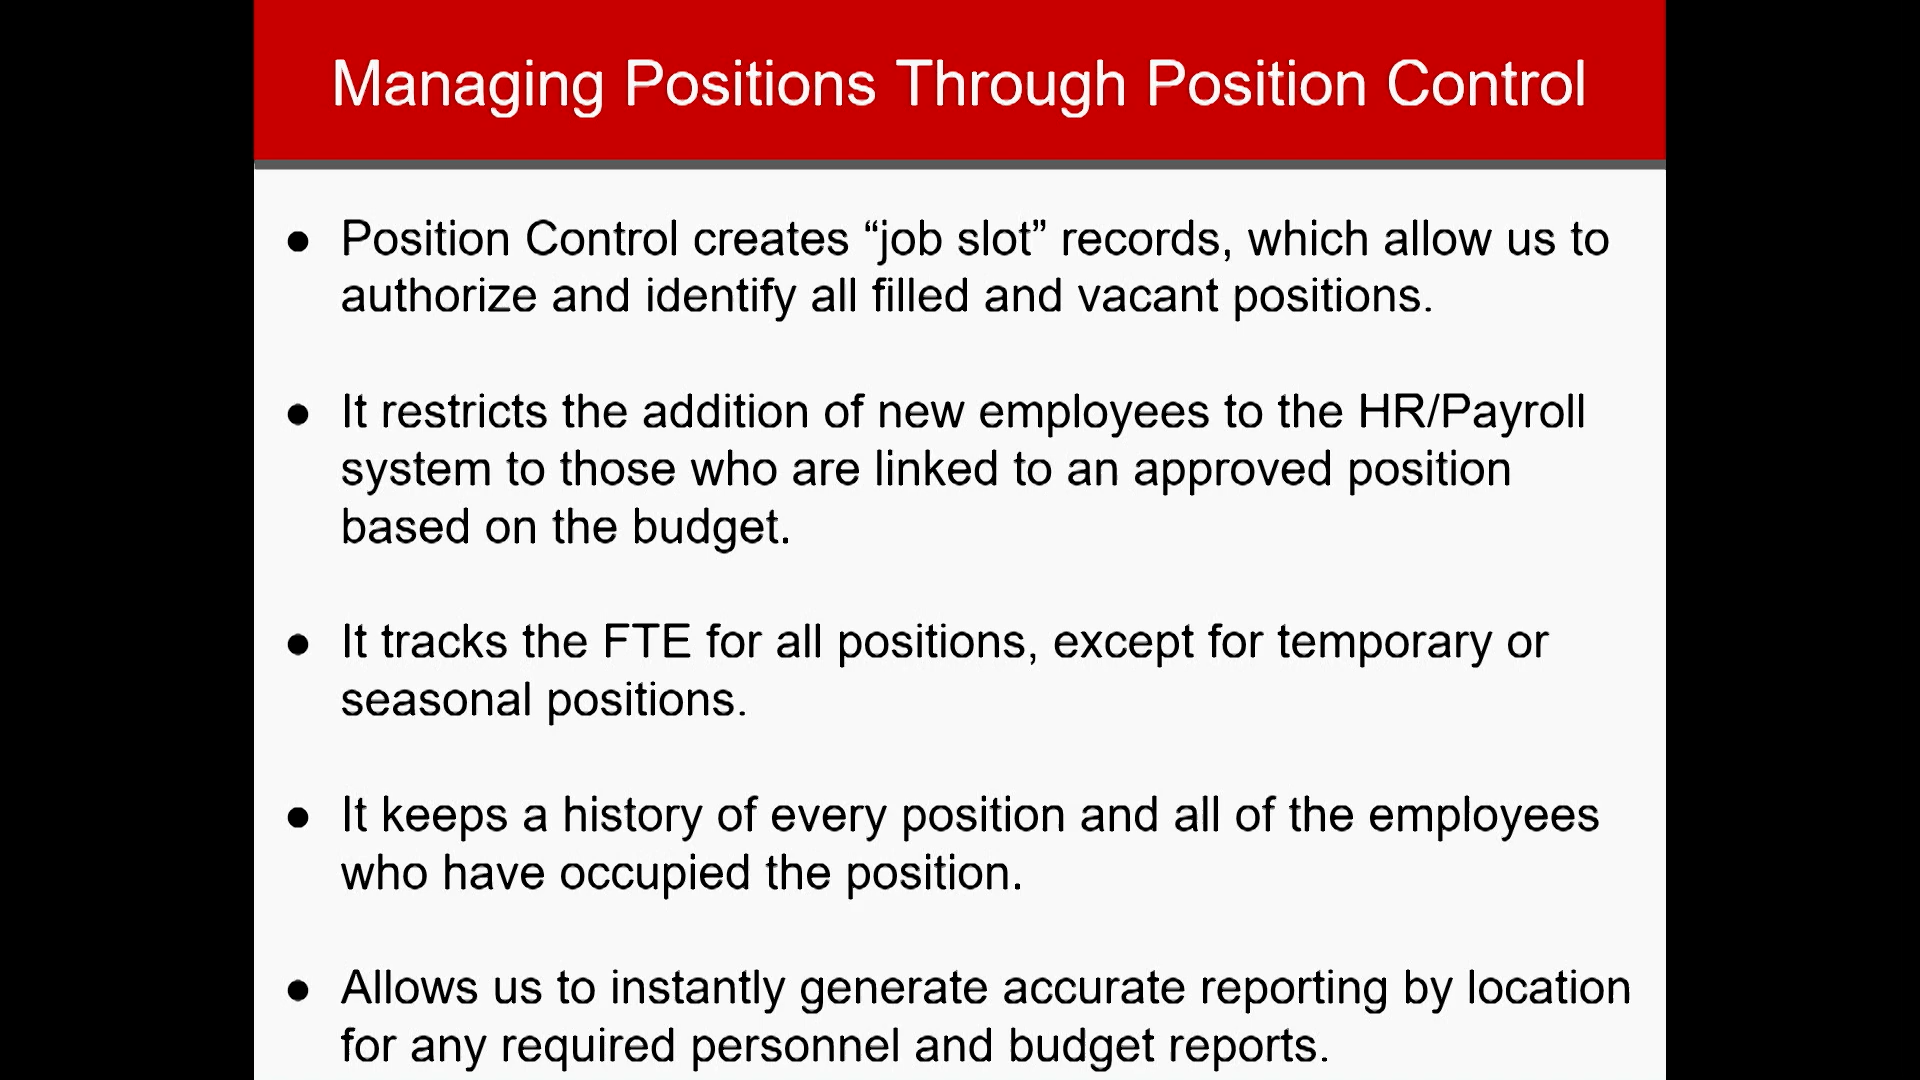 Managing Positions Through Position Control
● Position Control creates “job slot” records, which allow us to
authorize and identify all filled and vacant positions.
● It restricts the addition of new employees to the HR/Payroll
system to those who are linked to an approved position
based on the budget.
● It tracks the FTE for all positions, except for temporary or
seasonal positions.
● It keeps a history of every position and all of the employees
who have occupied the position.
● Allows us to instantly generate accurate reporting by location
for any required personnel and budget reports.